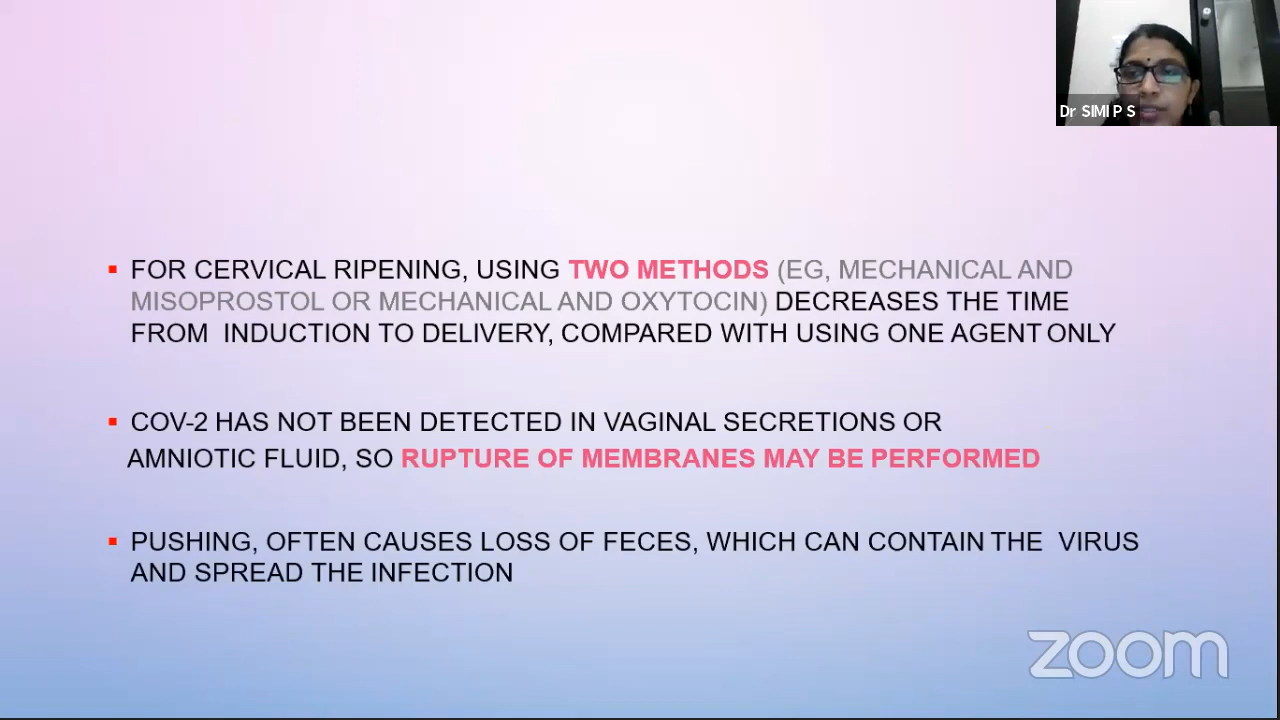 Dr SIMI P S
▪ FOR CERVICAL RIPENING, USING TWO METHODS (EG, MECHANICAL AND
MISOPROSTOL OR MECHANICAL AND OXYTOCIN) DECREASES THE TIME
FROM INDUCTION TO DELIVERY, COMPARED WITH USING ONE AGENT ONLY
▪ COV-2 HAS NOT BEEN DETECTED IN VAGINAL SECRETIONS OR
AMNIOTIC FLUID, SO RUPTURE OF MEMBRANES MAY BE PERFORMED
▪ PUSHING, OFTEN CAUSES LOSS OF FECES, WHICH CAN CONTAIN THE VIRUS
AND SPREAD THE INFECTION
zoom